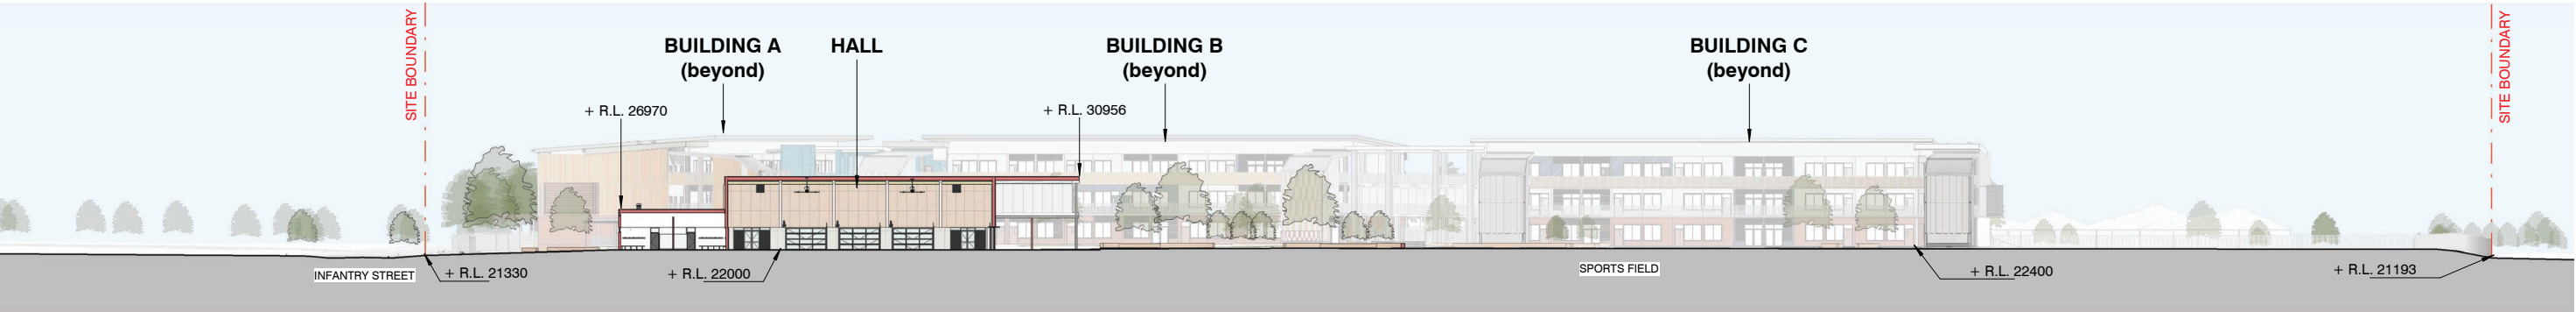 SITE BOUNDARY
BUILDING A
(beyond)
HALL
BUILDING B
(beyond)
BUILDING C
(beyond)
SITE BOUNDARY
+ R.L. 26970
+ R.L. 30956
INFANTRY STREET
+ R.L. 21330
+ R.L. 22000
SPORTS FIELD
+ R.L. 22400
+ R.L. 21193